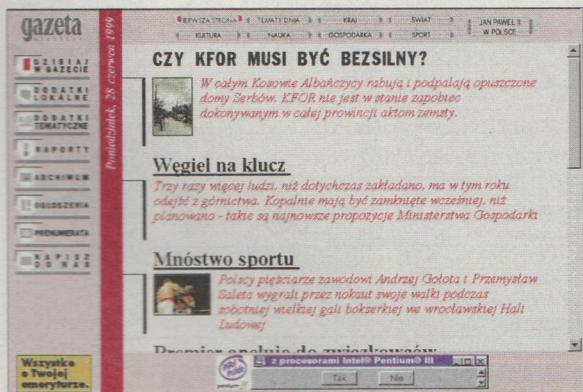 gazeta
PIERWSZA STRONA TEMATY DNIA KRAJ ŚWIAT
KULTURA NAUKA GOSPODARKA SPORT
JAN PAWEŁ II
W POLSCE
DZISIAJ
W GAZECIE
DODATKI
LOKALNE
DODATKI
TEMATYCZNE
RAPORTY
ARCHIWUM
OGŁOSZENIA
PRENUMERATA
NAPISZ
DO NAS
Poniedziałek, 28 czerwca 1999
CZY KFOR MUSI BYĆ BEZSILNY?
W całym Kosowie Albańczycy rabują i podpalają opuszczone
domy Serbów. KFOR nie jest w stanie zapobiec
dokonywanym w całej prowincji aktom zemsty.
Węgiel na klucz
Trzy razy więcej ludzi, niż dotychczas zakładano, ma w tym roku
odejść z górnictwa. Kopalnie mają być zamknięte wcześniej, niż
planowano - takie są najnowsze propozycje Ministerstwa Gospodarki
Mnóstwo sportu
Polscy pięściarze zawodowi Andrzej Gołota i Przemysław
Saleta wygrali przez nokaut swoje walki podczas
sobotniej wielkiej gali bokserskiej we wrocławskiej Hali
Ludowej
Premier apeluje do związkowców
Wszystko
o Twojej
emeryturze.
pentium
z procesorami Intel® Pentium® III
Tak Nie